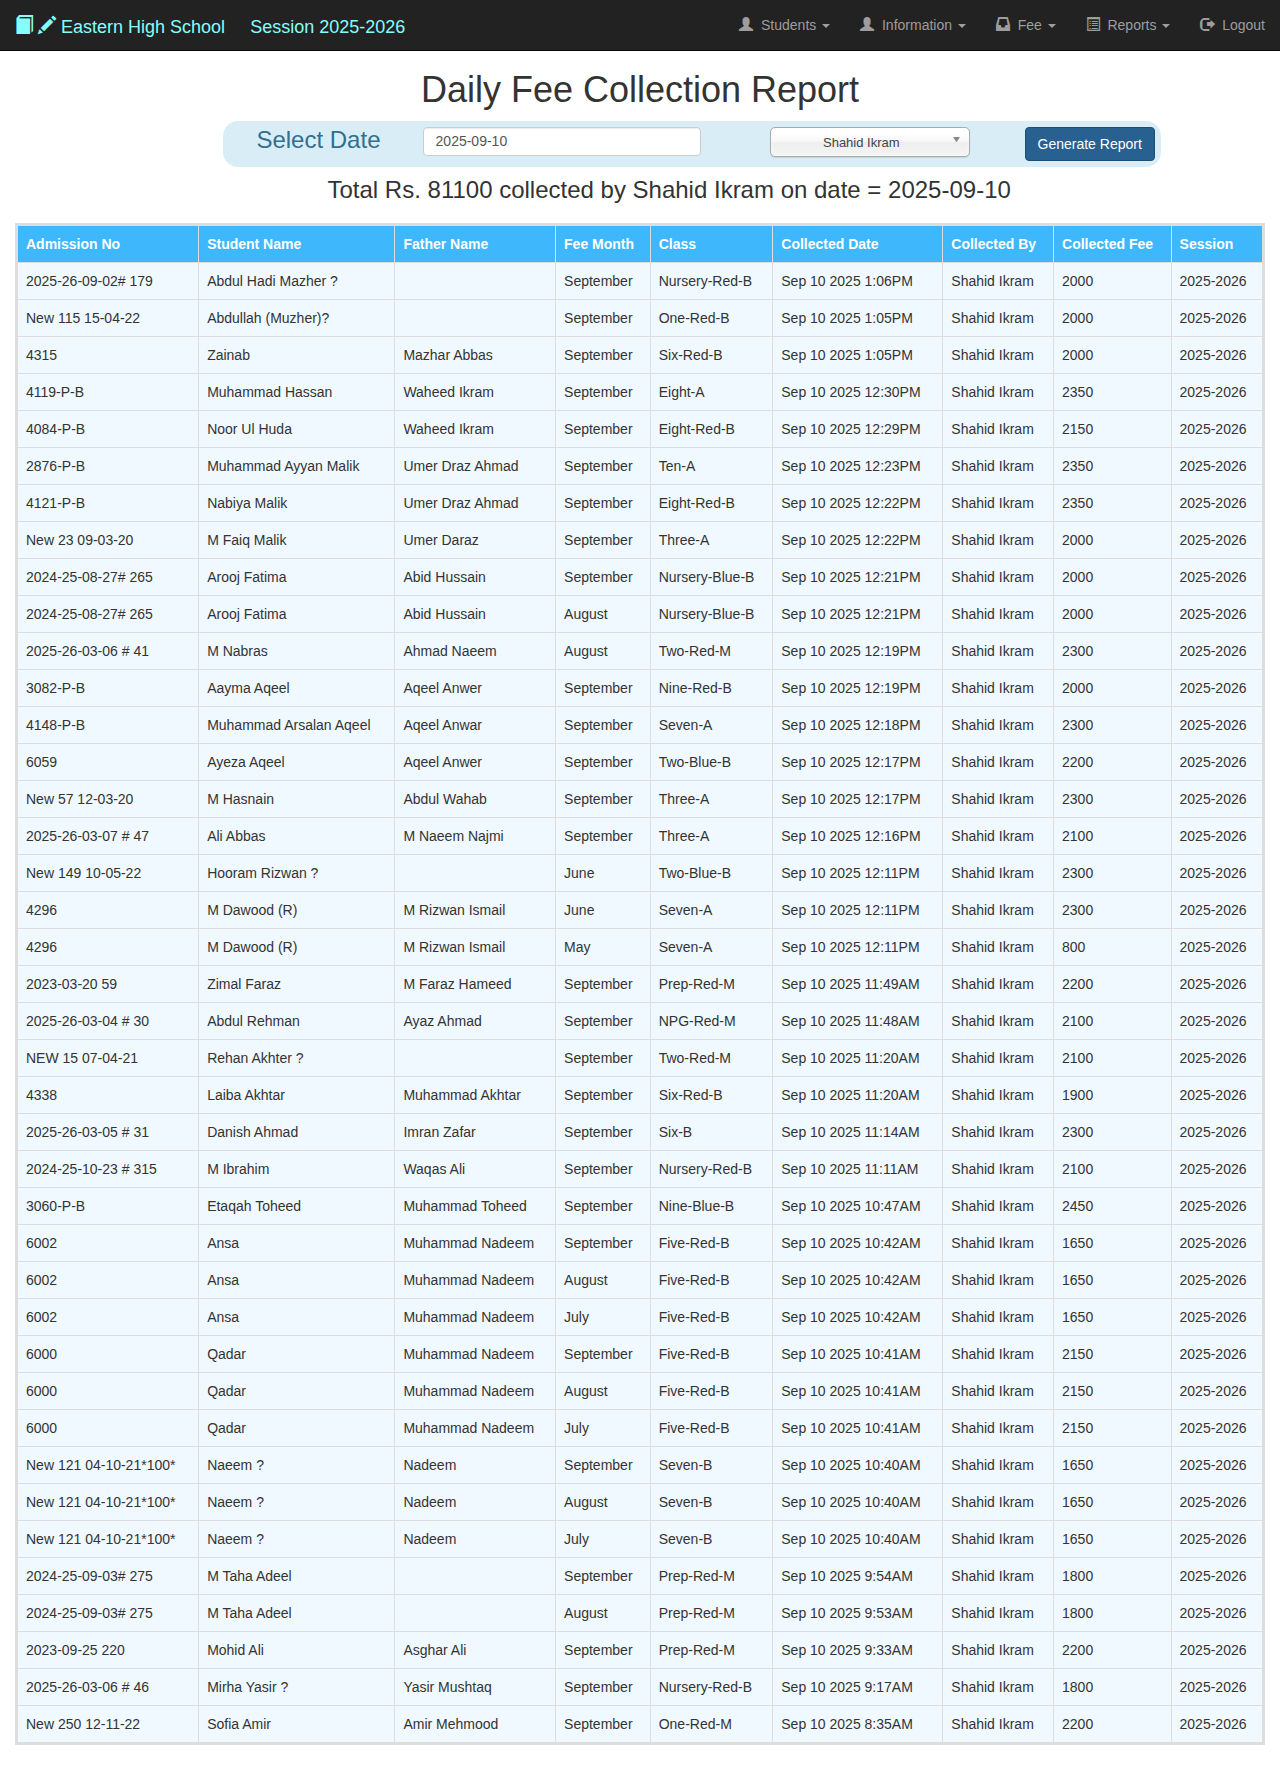 Eastern High School Session 2025-2026 Students Information Fee Reports Logout
Daily Fee Collection Report
Select Date 2025-09-10 Shahid Ikram Generate Report
Total Rs. 81100 collected by Shahid Ikram on date = 2025-09-10
Admission No Student Name Father Name Fee Month Class Collected Date Collected By Collected Fee Session
2025-26-09-02# 179 Abdul Hadi Mazher ? September Nursery-Red-B Sep 10 2025 1:06PM Shahid Ikram 2000 2025-2026
New 115 15-04-22 Abdullah (Muzher)? September One-Red-B Sep 10 2025 1:05PM Shahid Ikram 2000 2025-2026
4315 Zainab Mazhar Abbas September Six-Red-B Sep 10 2025 1:05PM Shahid Ikram 2000 2025-2026
4119-P-B Muhammad Hassan Waheed Ikram September Eight-A Sep 10 2025 12:30PM Shahid Ikram 2350 2025-2026
4084-P-B Noor Ul Huda Waheed Ikram September Eight-Red-B Sep 10 2025 12:29PM Shahid Ikram 2150 2025-2026
2876-P-B Muhammad Ayyan Malik Umer Draz Ahmad September Ten-A Sep 10 2025 12:23PM Shahid Ikram 2350 2025-2026
4121-P-B Nabiya Malik Umer Draz Ahmad September Eight-Red-B Sep 10 2025 12:22PM Shahid Ikram 2350 2025-2026
New 23 09-03-20 M Faiq Malik Umer Daraz September Three-A Sep 10 2025 12:22PM Shahid Ikram 2000 2025-2026
2024-25-08-27# 265 Arooj Fatima Abid Hussain September Nursery-Blue-B Sep 10 2025 12:21PM Shahid Ikram 2000 2025-2026
2024-25-08-27# 265 Arooj Fatima Abid Hussain August Nursery-Blue-B Sep 10 2025 12:21PM Shahid Ikram 2000 2025-2026
2025-26-03-06 # 41 M Nabras Ahmad Naeem August Two-Red-M Sep 10 2025 12:19PM Shahid Ikram 2300 2025-2026
3082-P-B Aayma Aqeel Aqeel Anwer September Nine-Red-B Sep 10 2025 12:19PM Shahid Ikram 2000 2025-2026
4148-P-B Muhammad Arsalan Aqeel Aqeel Anwar September Seven-A Sep 10 2025 12:18PM Shahid Ikram 2300 2025-2026
6059 Ayeza Aqeel Aqeel Anwer September Two-Blue-B Sep 10 2025 12:17PM Shahid Ikram 2200 2025-2026
New 57 12-03-20 M Hasnain Abdul Wahab September Three-A Sep 10 2025 12:17PM Shahid Ikram 2300 2025-2026
2025-26-03-07 # 47 Ali Abbas M Naeem Najmi September Three-A Sep 10 2025 12:16PM Shahid Ikram 2100 2025-2026
New 149 10-05-22 Hooram Rizwan ? June Two-Blue-B Sep 10 2025 12:11PM Shahid Ikram 2300 2025-2026
4296 M Dawood (R) M Rizwan Ismail June Seven-A Sep 10 2025 12:11PM Shahid Ikram 2300 2025-2026
4296 M Dawood (R) M Rizwan Ismail May Seven-A Sep 10 2025 12:11PM Shahid Ikram 800 2025-2026
2023-03-20 59 Zimal Faraz M Faraz Hameed September Prep-Red-M Sep 10 2025 11:49AM Shahid Ikram 2200 2025-2026
2025-26-03-04 # 30 Abdul Rehman Ayaz Ahmad September NPG-Red-M Sep 10 2025 11:48AM Shahid Ikram 2100 2025-2026
NEW 15 07-04-21 Rehan Akhter ? September Two-Red-M Sep 10 2025 11:20AM Shahid Ikram 2100 2025-2026
4338 Laiba Akhtar Muhammad Akhtar September Six-Red-B Sep 10 2025 11:20AM Shahid Ikram 1900 2025-2026
2025-26-03-05 # 31 Danish Ahmad Imran Zafar September Six-B Sep 10 2025 11:14AM Shahid Ikram 2300 2025-2026
2024-25-10-23 # 315 M Ibrahim Waqas Ali September Nursery-Red-B Sep 10 2025 11:11AM Shahid Ikram 2100 2025-2026
3060-P-B Etaqah Toheed Muhammad Toheed September Nine-Blue-B Sep 10 2025 10:47AM Shahid Ikram 2450 2025-2026
6002 Ansa Muhammad Nadeem September Five-Red-B Sep 10 2025 10:42AM Shahid Ikram 1650 2025-2026
6002 Ansa Muhammad Nadeem August Five-Red-B Sep 10 2025 10:42AM Shahid Ikram 1650 2025-2026
6002 Ansa Muhammad Nadeem July Five-Red-B Sep 10 2025 10:42AM Shahid Ikram 1650 2025-2026
6000 Qadar Muhammad Nadeem September Five-Red-B Sep 10 2025 10:41AM Shahid Ikram 2150 2025-2026
6000 Qadar Muhammad Nadeem August Five-Red-B Sep 10 2025 10:41AM Shahid Ikram 2150 2025-2026
6000 Qadar Muhammad Nadeem July Five-Red-B Sep 10 2025 10:41AM Shahid Ikram 2150 2025-2026
New 121 04-10-21*100* Naeem ? Nadeem September Seven-B Sep 10 2025 10:40AM Shahid Ikram 1650 2025-2026
New 121 04-10-21*100* Naeem ? Nadeem August Seven-B Sep 10 2025 10:40AM Shahid Ikram 1650 2025-2026
New 121 04-10-21*100* Naeem ? Nadeem July Seven-B Sep 10 2025 10:40AM Shahid Ikram 1650 2025-2026
2024-25-09-03# 275 M Taha Adeel September Prep-Red-M Sep 10 2025 9:54AM Shahid Ikram 1800 2025-2026
2024-25-09-03# 275 M Taha Adeel August Prep-Red-M Sep 10 2025 9:53AM Shahid Ikram 1800 2025-2026
2023-09-25 220 Mohid Ali Asghar Ali September Prep-Red-M Sep 10 2025 9:33AM Shahid Ikram 2200 2025-2026
2025-26-03-06 # 46 Mirha Yasir ? Yasir Mushtaq September Nursery-Red-B Sep 10 2025 9:17AM Shahid Ikram 1800 2025-2026
New 250 12-11-22 Sofia Amir Amir Mehmood September One-Red-M Sep 10 2025 8:35AM Shahid Ikram 2200 2025-2026